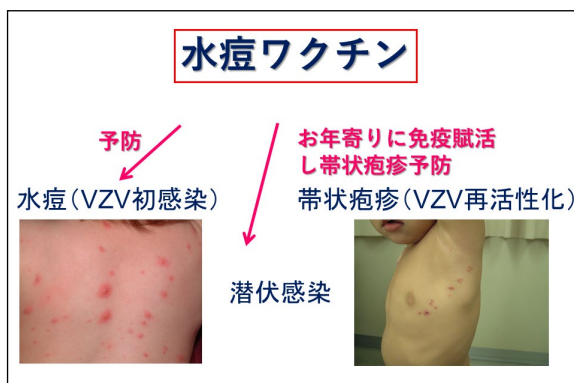 水痘ワクチン
予防
お年寄りに免疫賦活
し帯状疱疹予防
水痘(VZV初感染)
帯状疱疹(VZV再活性化)
潜伏感染